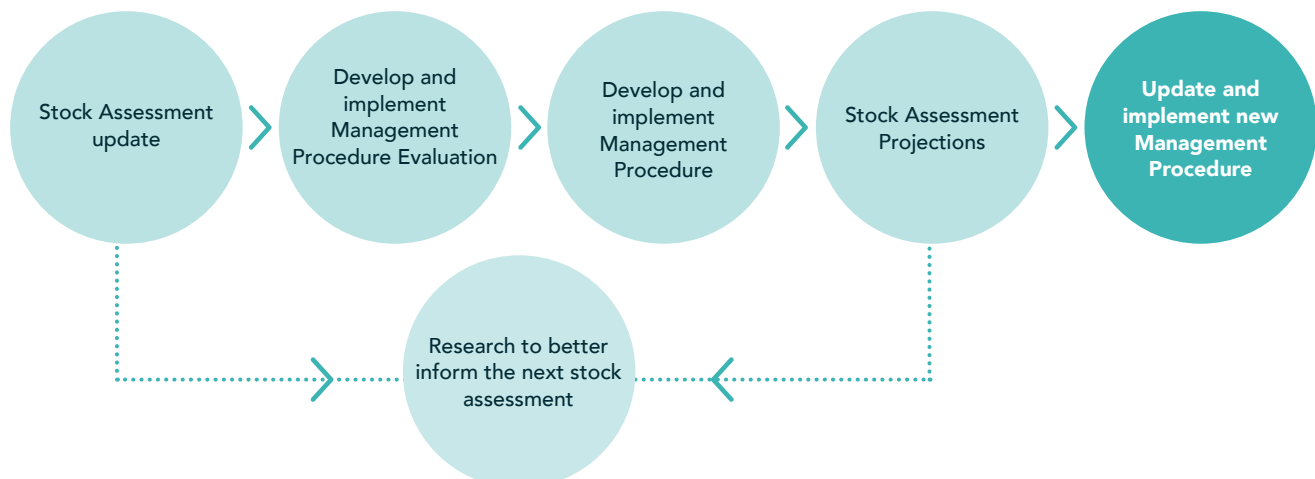 Stock Assessment
update
Develop and
implement
Management
Procedure Evaluation
Develop and
implement
Management
Procedure
Stock Assessment
Projections
Update and
implement new
Management
Procedure
Research to better
inform the next stock
assessment